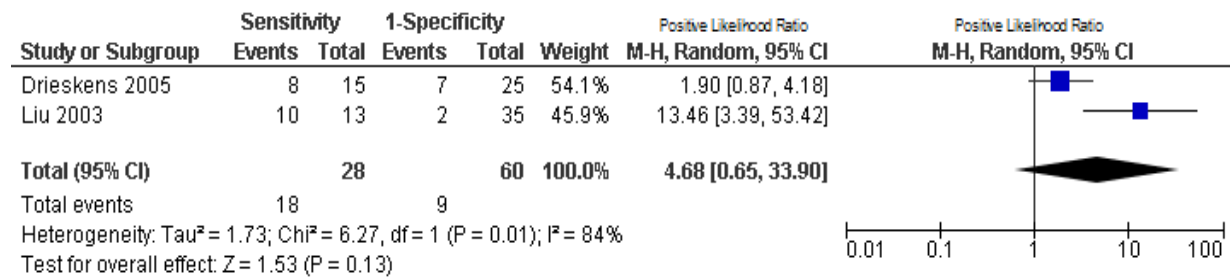 Sensitivity 1-Specificity Positive Likelihood Ratio Positive Likelihood Ratio
Study or Subgroup Events Total Events Total Weight M-H, Random, 95% CI M-H, Random, 95% CI
Drieskens 2005 8 15 7 25 54.1% 1.90 [0.87, 4.18]
Liu 2003 10 13 2 35 45.9% 13.46 [3.39, 53.42]
Total (95% CI) 28 60 100.0% 4.68 [0.65, 33.90]
Total events 18 9
Heterogeneity: Tau² = 1.73; Chi² = 6.27, df = 1 (P = 0.01); I² = 84%
Test for overall effect: Z = 1.53 (P = 0.13)
0.01 0.1 1 10 100